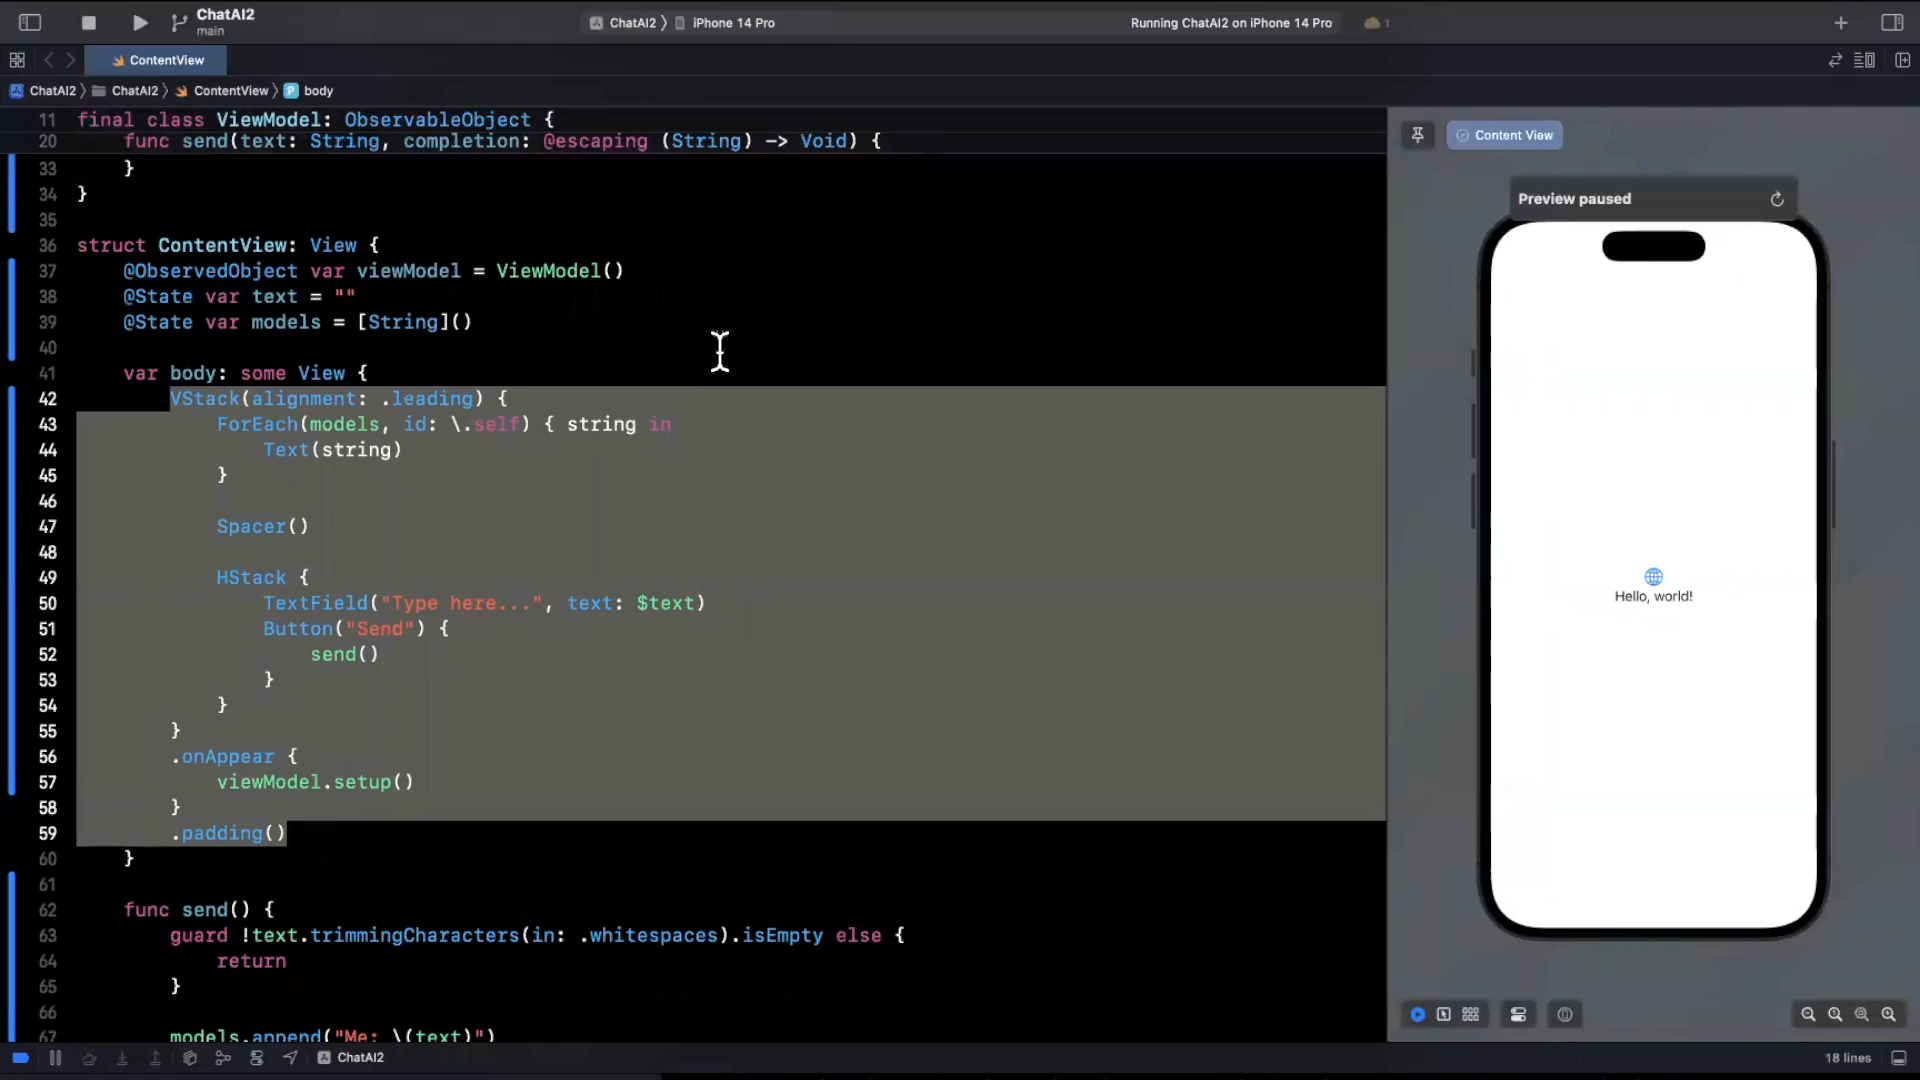 ChatAI2
main
ChatAI2 iPhone 14 Pro
Running ChatAI2 on iPhone 14 Pro
1
ContentView
ChatAI2 ChatAI2 ContentView P body
11 final class ViewModel: ObservableObject {
20     func send(text: String, completion: @escaping (String) -> Void) {
33     }
34 }
35
36 struct ContentView: View {
37     @ObservedObject var viewModel = ViewModel()
38     @State var text = ""
39     @State var models = [String]()
40
41     var body: some View {
42         VStack(alignment: .leading) {
43             ForEach(models, id: \.self) { string in
44                 Text(string)
45             }
46
47             Spacer()
48
49             HStack {
50                 TextField("Type here...", text: $text)
51                 Button("Send") {
52                     send()
53                 }
54             }
55         }
56         .onAppear {
57             viewModel.setup()
58         }
59         .padding()
60     }
61
62     func send() {
63         guard !text.trimmingCharacters(in: .whitespaces).isEmpty else {
64             return
65         }
66
67         models.append("Me: \(text)")
Content View
Preview paused
Hello, world!
ChatAI2
18 lines